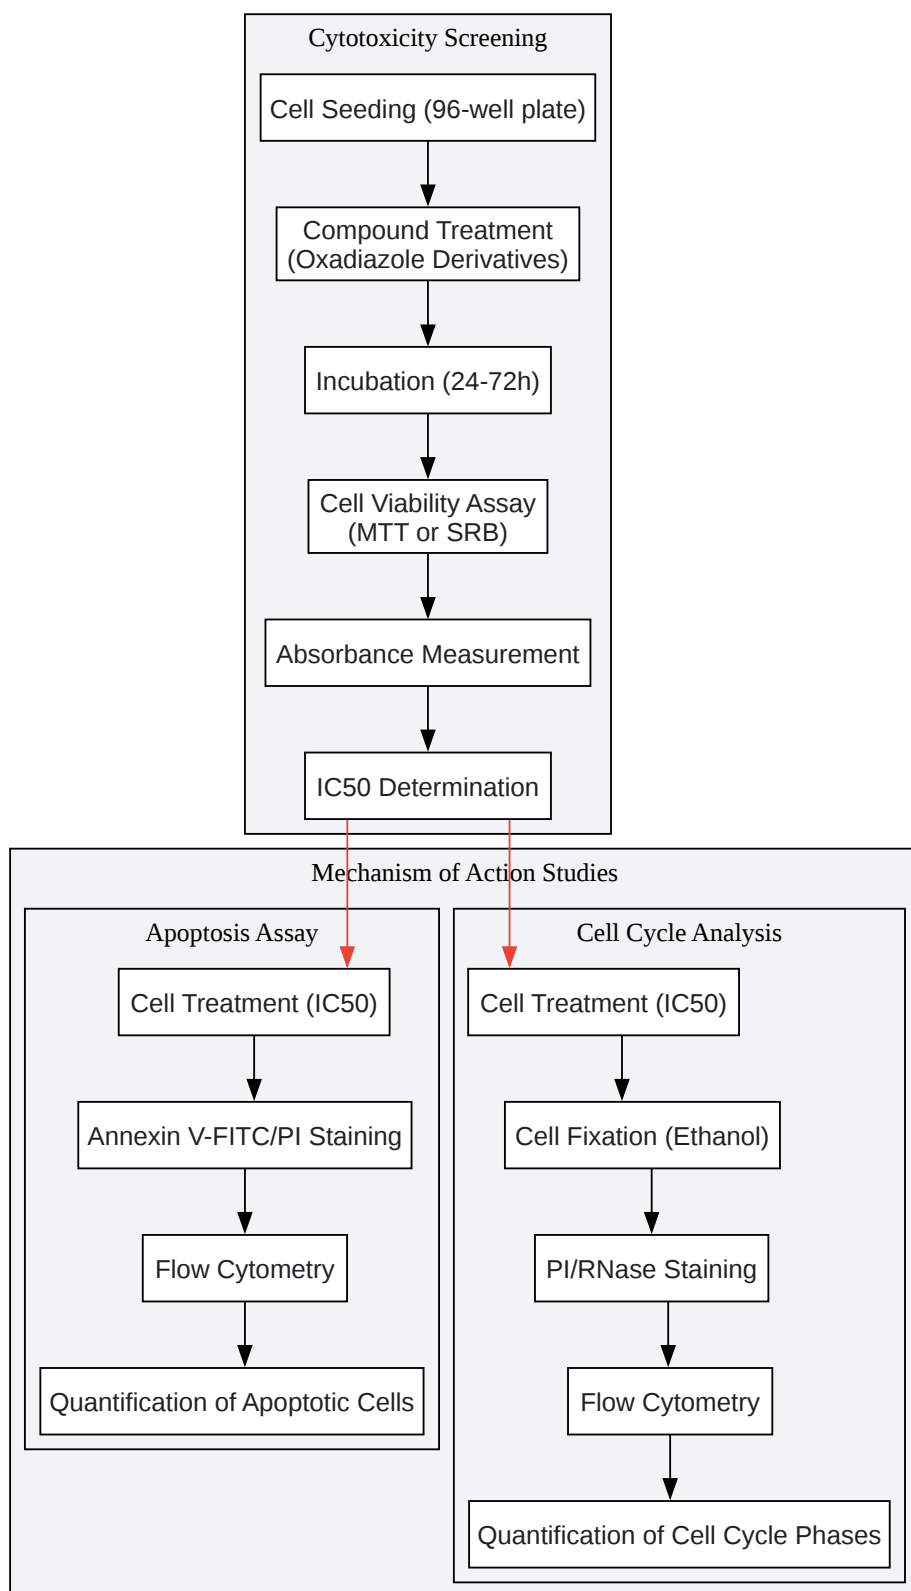 Cytotoxicity Screening
Cell Seeding (96-well plate)
Compound Treatment
(Oxadiazole Derivatives)
Incubation (24-72h)
Cell Viability Assay
(MTT or SRB)
Absorbance Measurement
IC50 Determination
Mechanism of Action Studies
Apoptosis Assay
Cell Treatment (IC50)
Annexin V-FITC/PI Staining
Flow Cytometry
Quantification of Apoptotic Cells
Cell Cycle Analysis
Cell Treatment (IC50)
Cell Fixation (Ethanol)
PI/RNase Staining
Flow Cytometry
Quantification of Cell Cycle Phases